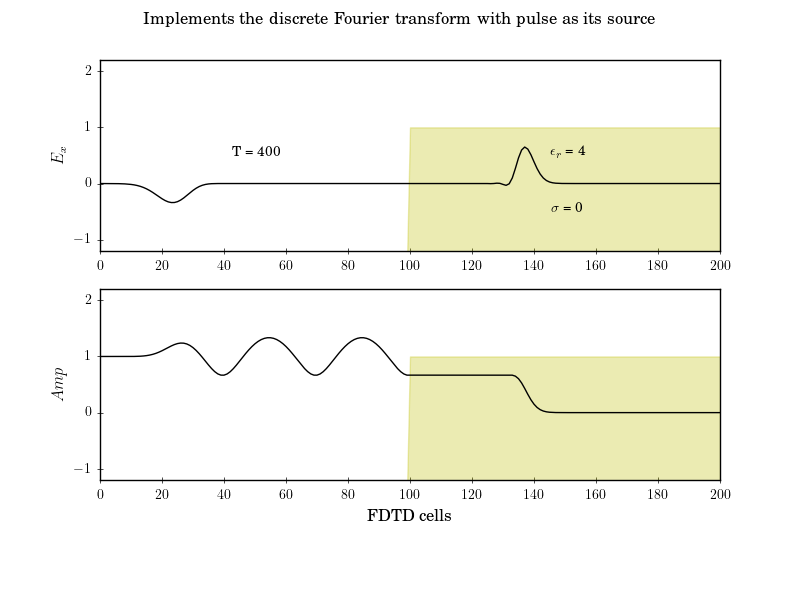 Implements the discrete Fourier transform with pulse as its source
2
1
0
−1
E_x
T = 400
ϵ_r = 4
σ = 0
0 20 40 60 80 100 120 140 160 180 200
2
1
0
−1
Amp
0 20 40 60 80 100 120 140 160 180 200
FDTD cells